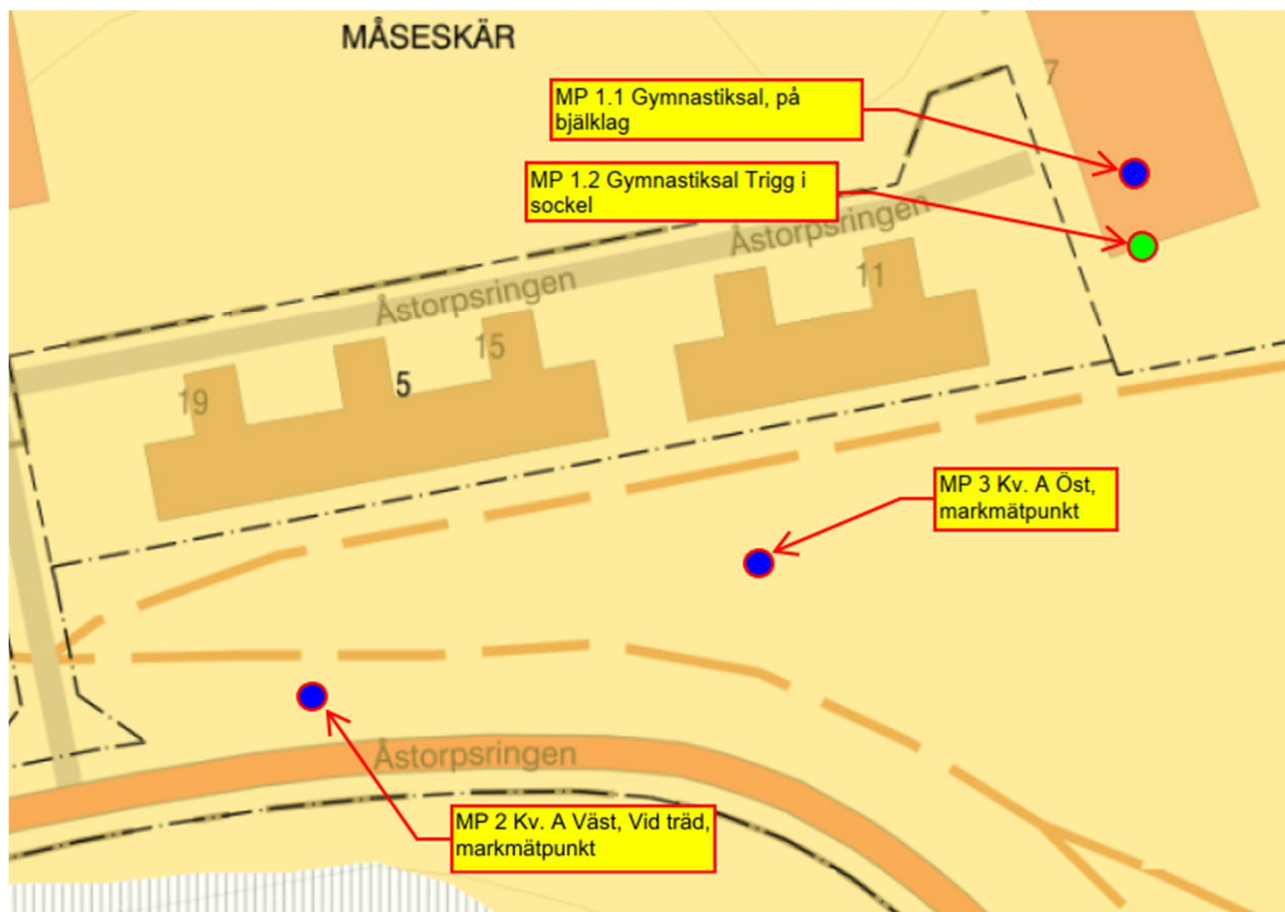 MÅSESKÄR
7
MP 1.1 Gymnastiksal, på
bjälklag
MP 1.2 Gymnastiksal Trigg i
sockel
Åstorpsringen
11
Åstorpsringen
15
5
19
MP 3 Kv. A Öst,
markmätpunkt
Åstorpsringen
MP 2 Kv. A Väst, Vid träd,
markmätpunkt